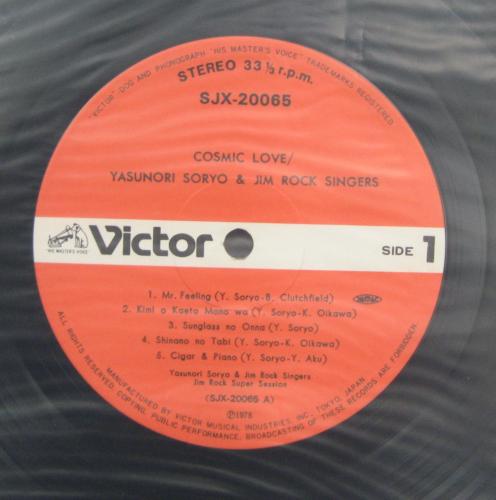 "VICTOR" DOG AND PHONOGRAPH "HIS MASTER'S VOICE" TRADEMARKS REGISTERED
STEREO 33 1/3 r.p.m.
SJX-20065
COSMIC LOVE/
YASUNORI SORYO & JIM ROCK SINGERS
"HIS MASTER'S VOICE"
Victor
SIDE 1
1. Mr. Feeling (Y. Soryo-B. Clutchfield)
2. Kimi o Kaeta Mono wa (Y. Soryo-K. Oikawa)
3. Sunglass no Onna (Y. Soryo)
4. Shinano no Tabi (Y. Soryo-K. Oikawa)
5. Cigar & Piano (Y. Soryo-Y. Aku)
Yasunori Soryo & Jim Rock Singers
Jim Rock Super Session
(SJX-20065 A)
Ⓟ1978
MANUFACTURED BY VICTOR MUSICAL INDUSTRIES, INC., TOKYO, JAPAN
ALL RIGHTS RESERVED. COPYING, PUBLIC PERFORMANCE, BROADCASTING OF THESE RECORDS ARE FORBIDDEN